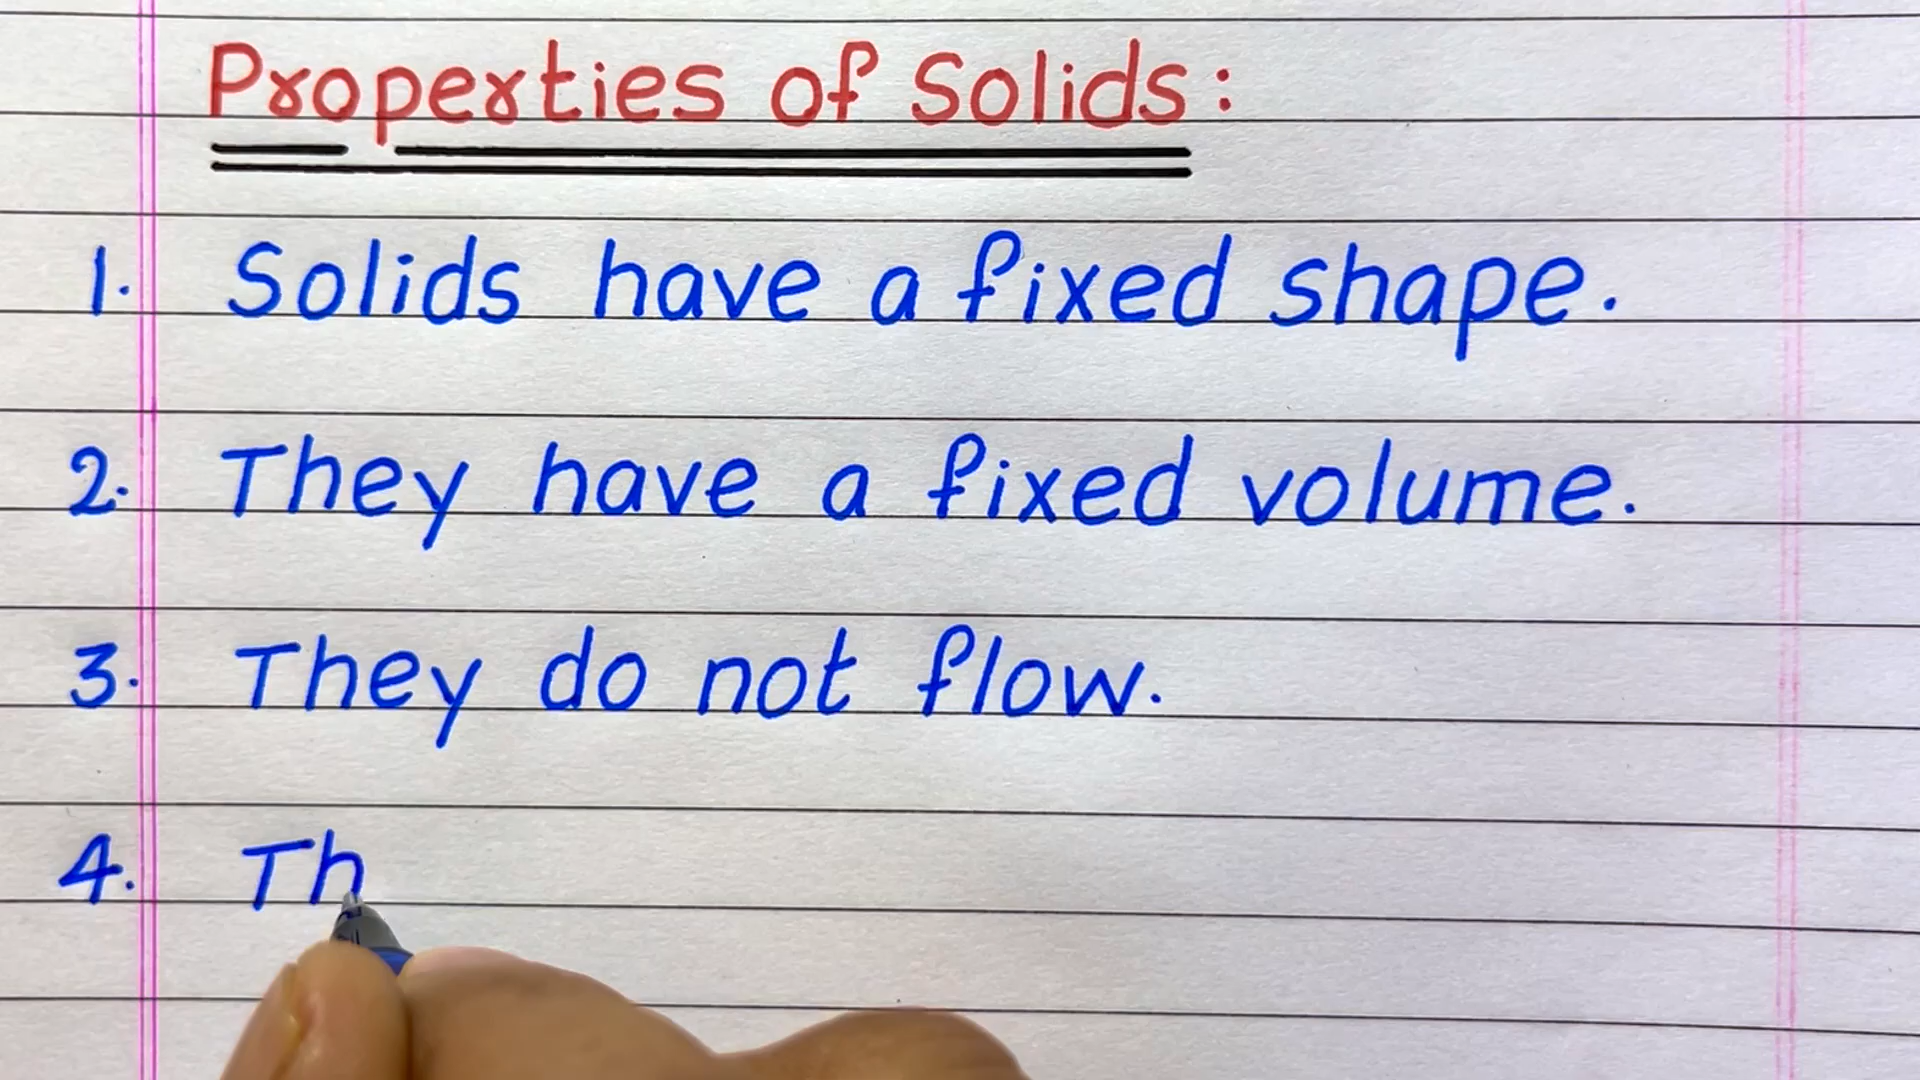 Properties of Solids:
1. Solids have a fixed shape.
2. They have a fixed volume.
3. They do not flow.
4. Th